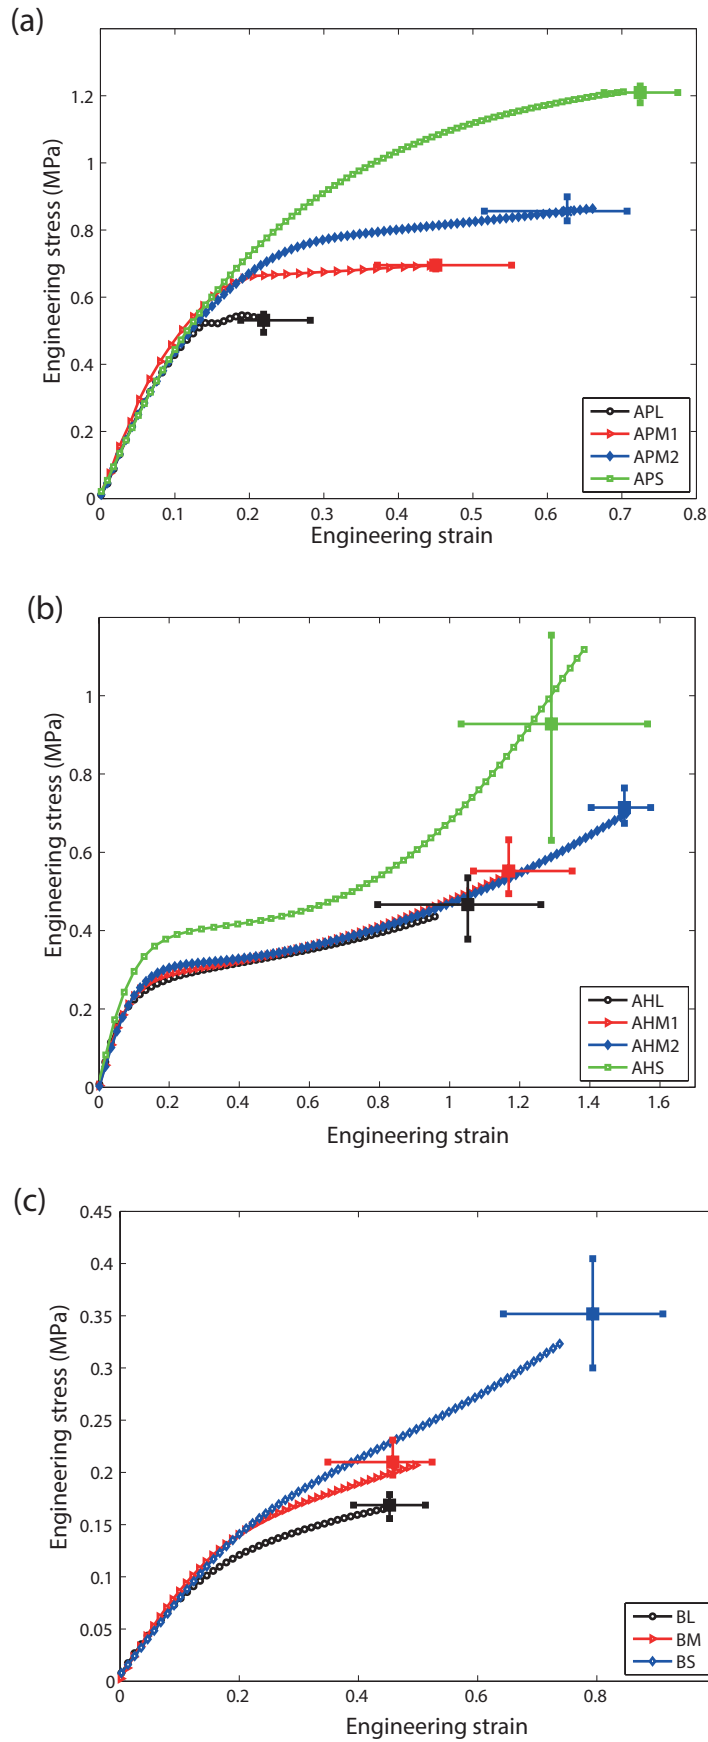 (a)
Engineering stress (MPa)
1.2
1
0.8
0.6
0.4
0.2
0
0 0.1 0.2 0.3 0.4 0.5 0.6 0.7 0.8
Engineering strain
APL
APM1
APM2
APS
(b)
Engineering stress (MPa)
1
0.8
0.6
0.4
0.2
0
0 0.2 0.4 0.6 0.8 1 1.2 1.4 1.6
Engineering strain
AHL
AHM1
AHM2
AHS
(c)
Engineering stress (MPa)
0.45
0.4
0.35
0.3
0.25
0.2
0.15
0.1
0.05
0
0 0.2 0.4 0.6 0.8
Engineering strain
BL
BM
BS